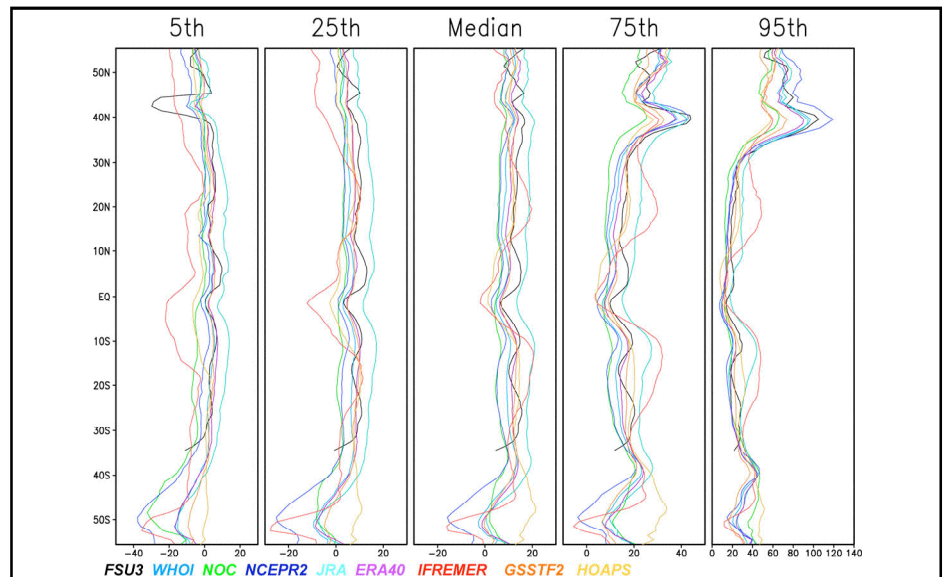 5th 25th Median 75th 95th
50N
40N
30N
20N
10N
EQ
10S
20S
30S
40S
50S
−40 −20 0 20 −20 0 20 −20 0 20 0 20 40 0 20 40 60 80 100 120 140
FSU3 WHOI NOC NCEPR2 JRA ERA40 IFREMER GSSTF2 HOAPS